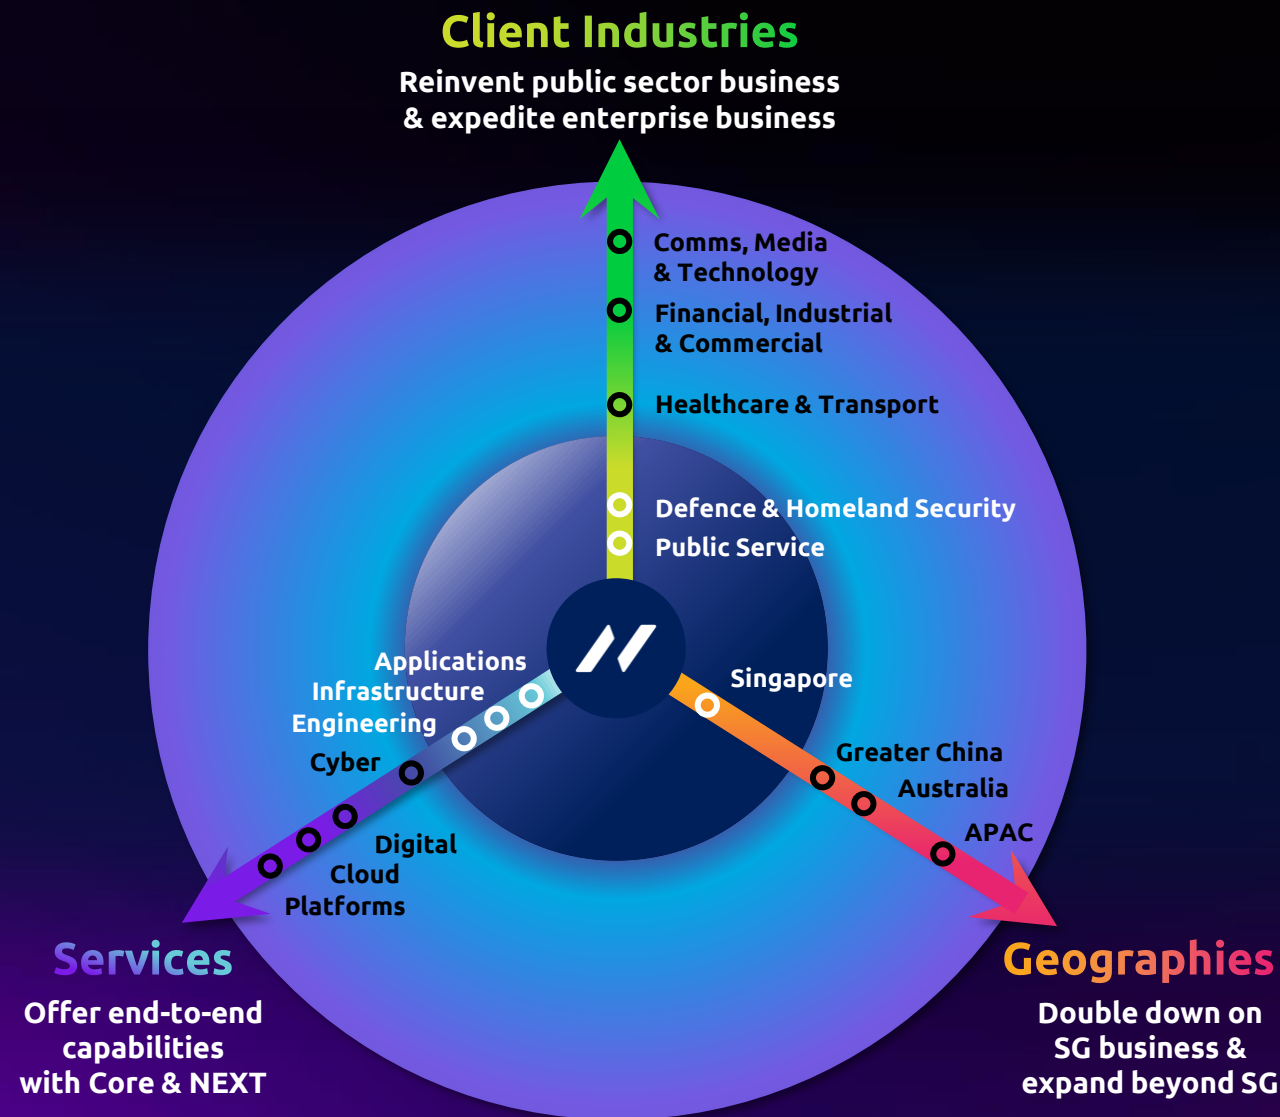 Client Industries
Reinvent public sector business
& expedite enterprise business
Comms, Media
& Technology
Financial, Industrial
& Commercial
Healthcare & Transport
Defence & Homeland Security
Public Service
Applications
Infrastructure
Engineering
Cyber
Digital
Cloud
Platforms
Singapore
Greater China
Australia
APAC
Services
Offer end-to-end
capabilities
with Core & NEXT
Geographies
Double down on
SG business &
expand beyond SG